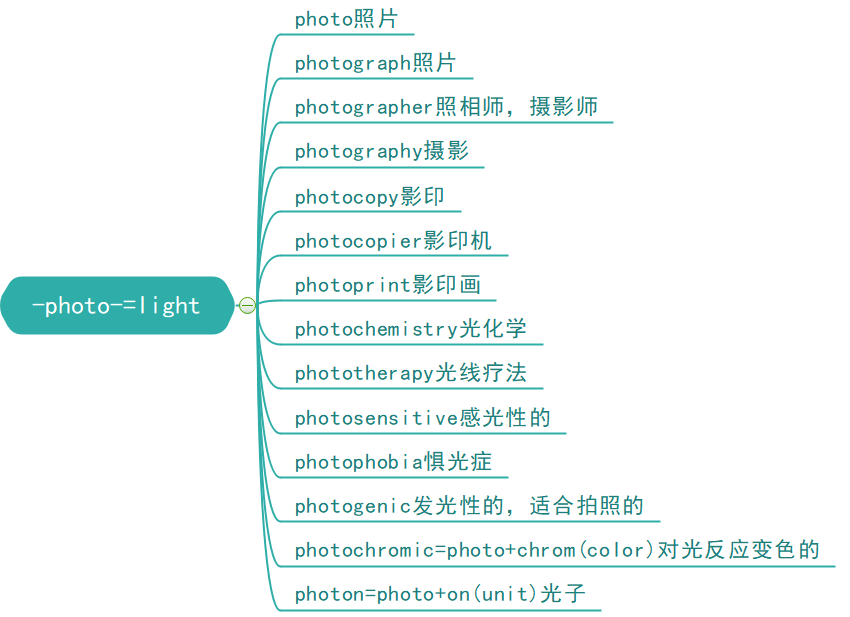 photo照片
photograph照片
photographer照相师，摄影师
photography摄影
photocopy影印
photocopier影印机
photoprint影印画
-photo-=light
photochemistry光化学
phototherapy光线疗法
photosensitive感光性的
photophobia惧光症
photogenic发光性的，适合拍照的
photochromic=photo+chrom(color)对光反应变色的
photon=photo+on(unit)光子